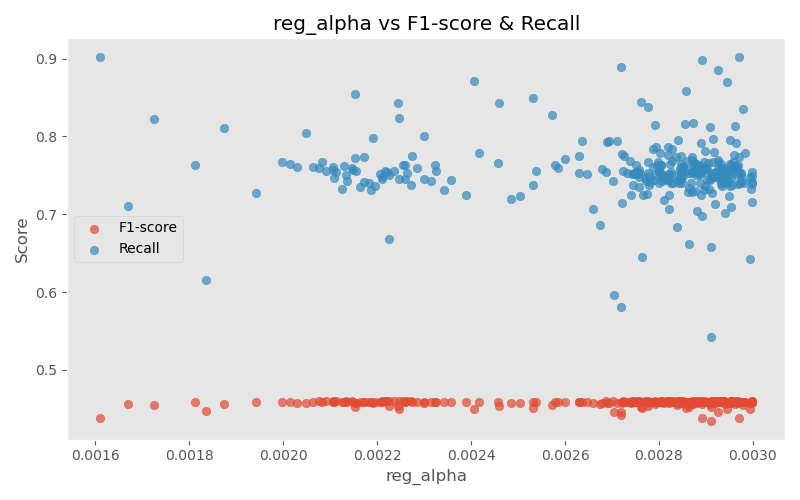 reg_alpha vs F1-score & Recall
Score
0.9
0.8
0.7
0.6
0.5
F1-score
Recall
0.0016 0.0018 0.0020 0.0022 0.0024 0.0026 0.0028 0.0030
reg_alpha